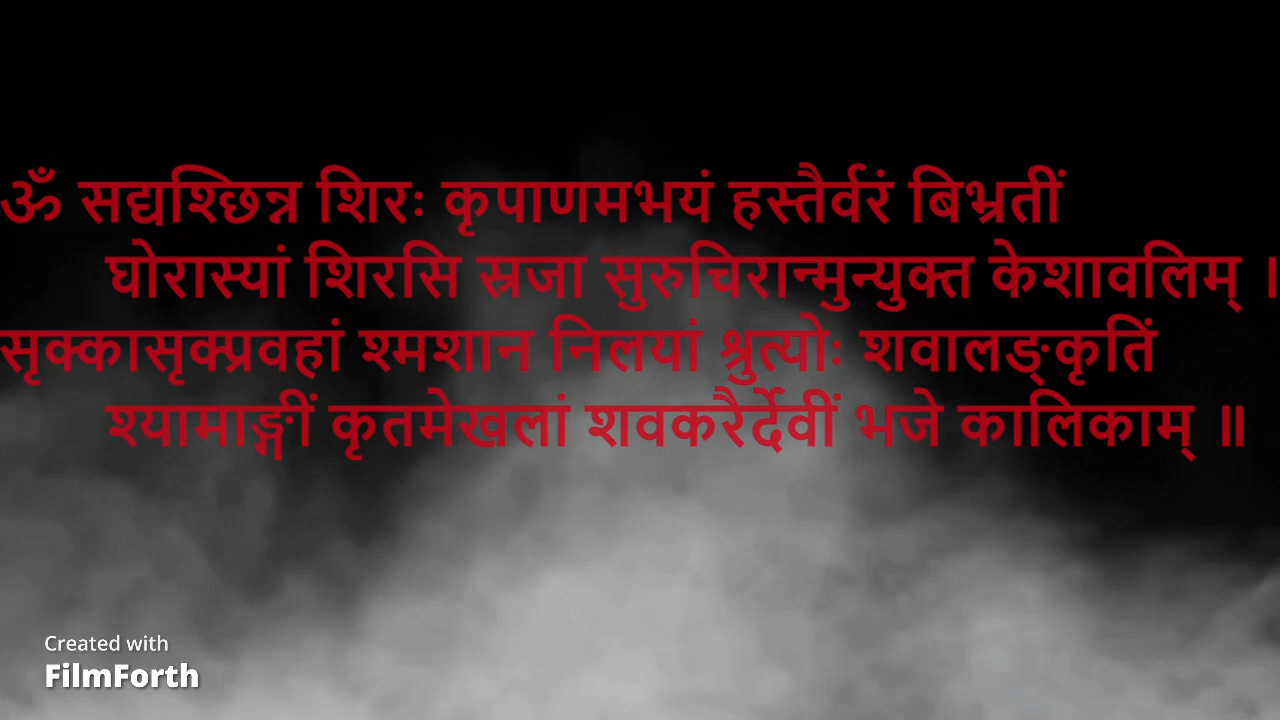 ॐ सद्यश्छिन्न शिरः कृपाणमभयं हस्तैर्वरं बिभ्रतीं
घोरास्यां शिरसि स्रजा सुरुचिरान्मुन्युक्त केशावलिम् ।
सृक्कासृक्प्रवहां श्मशान निलयां श्रुत्योः शवालङ्कृतिं
श्यामाङ्गीं कृतमेखलां शवकरैर्देवीं भजे कालिकाम् ॥
Created with
FilmForth